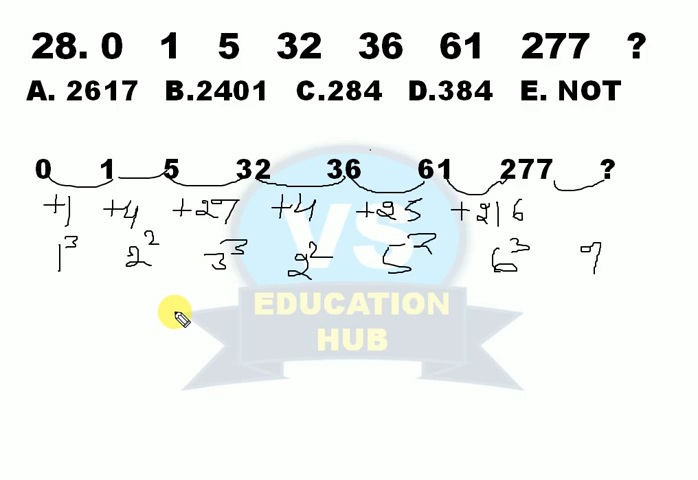 28. 0 1 5 32 36 61 277 ?
A. 2617 B.2401 C.284 D.384 E. NOT
0 1 5 32 36 61 277 ?
+1 +4 +27 +4 +25 +216
1³ 2² 3³ 2² 5² 6³ 7
VS
EDUCATION
HUB